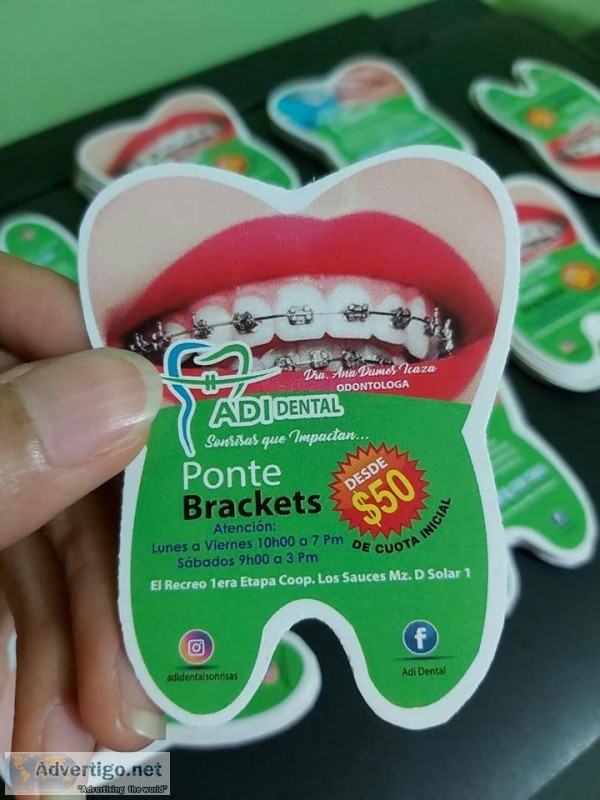 Dra. Ana Dumes Icaza
ODONTOLOGA
ADI DENTAL
Sonrisas que Impactan...
Ponte
Brackets
DESDE
$50
DE CUOTA INICIAL
Atención:
Lunes a Viernes 10h00 a 7 Pm
Sábados 9h00 a 3 Pm
El Recreo 1era Etapa Coop. Los Sauces Mz. D Solar 1
adidentalsonrisas
Adi Dental
Advertigo.net
"Advertising the world"